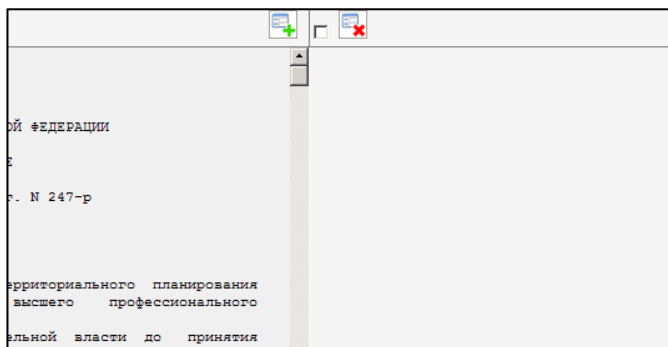 ОЙ ФЕДЕРАЦИИ
Е
г. N 247-р
ерриториального планирования
высшего профессионального
ельной власти до принятия